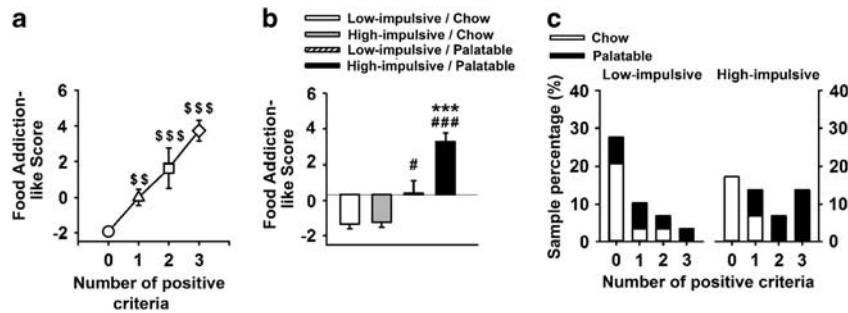 a
Food Addiction-
like Score
6
4
2
0
-2
$$
$$$
$$$
0 1 2 3
Number of positive
criteria
b
Low-impulsive / Chow
High-impulsive / Chow
Low-impulsive / Palatable
High-impulsive / Palatable
Food Addiction-
like Score
6
4
2
0
-2
#
***
###
c
Chow
Palatable
Low-impulsive
High-impulsive
Sample percentage (%)
40
30
20
10
0
40
30
20
10
0
0 1 2 3
0 1 2 3
Number of positive criteria